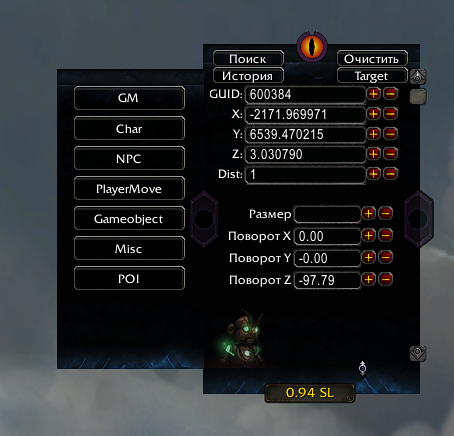 Поиск Очистить
История Target
GUID: 600384
X: -2171.969971
Y: 6539.470215
Z: 3.030790
Dist: 1
Размер
Поворот X 0.00
Поворот Y -0.00
Поворот Z -97.79
0.94 SL
GM
Char
NPC
PlayerMove
Gameobject
Misc
POI